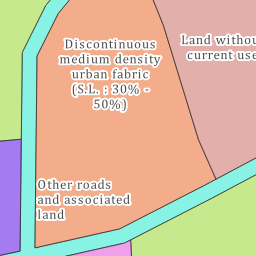 Discontinuous
medium density
urban fabric
(S.L. : 30% -
50%)
Land withou
current use
Other roads
and associated
land